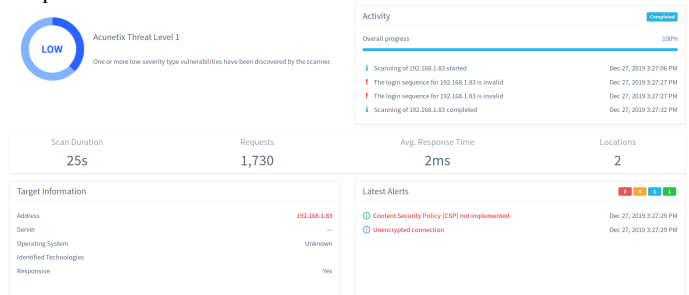 LOW
Acunetix Threat Level 1
One or more low-severity type vulnerabilities have been discovered by the scanner.
Activity
Completed
Overall progress 100%
Scanning of 192.168.1.83 started Dec 27, 2019 3:27:06 PM
The login sequence for 192.168.1.83 is invalid Dec 27, 2019 3:27:27 PM
The login sequence for 192.168.1.83 is invalid Dec 27, 2019 3:27:27 PM
Scanning of 192.168.1.83 completed Dec 27, 2019 3:27:32 PM
Scan Duration Requests Avg. Response Time Locations
25s 1,730 2ms 2
Target Information
Address 192.168.1.83
Server —
Operating System Unknown
Identified Technologies
Responsive Yes
Latest Alerts 0 0 1 1
Content Security Policy (CSP) not implemented Dec 27, 2019 3:27:29 PM
Unencrypted connection Dec 27, 2019 3:27:29 PM